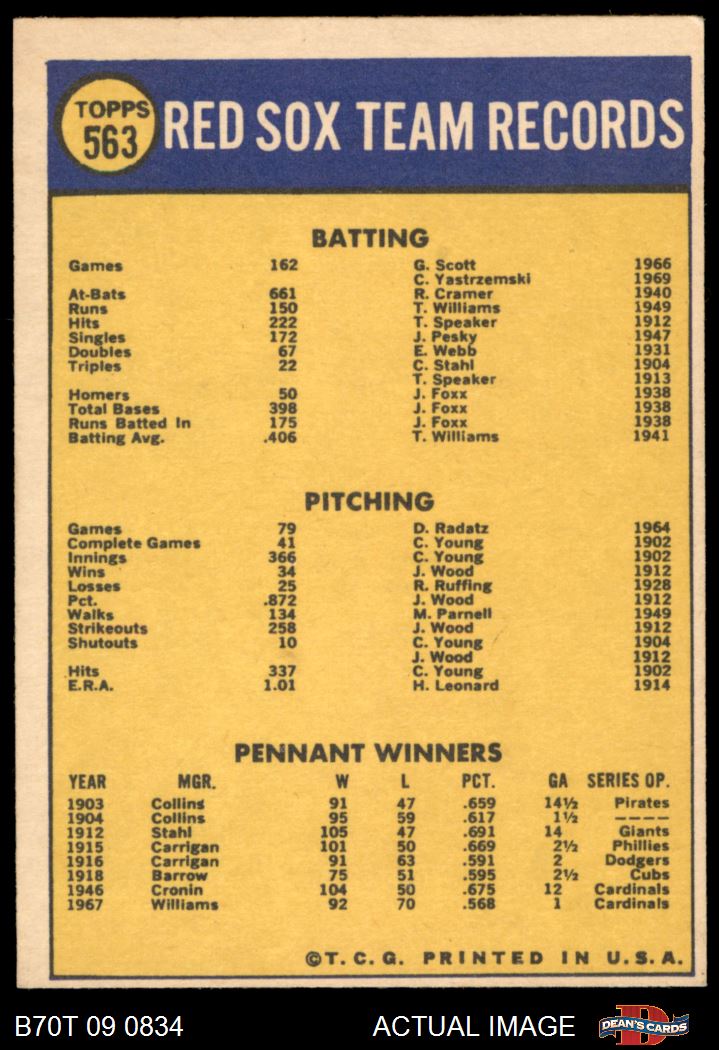 TOPPS
563
RED SOX TEAM RECORDS
BATTING
Games 162 G. Scott 1966
C. Yastrzemski 1969
At-Bats 661 R. Cramer 1940
Runs 150 T. Williams 1949
Hits 222 T. Speaker 1912
Singles 172 J. Pesky 1947
Doubles 67 E. Webb 1931
Triples 22 C. Stahl 1904
T. Speaker 1913
Homers 50 J. Foxx 1938
Total Bases 398 J. Foxx 1938
Runs Batted In 175 J. Foxx 1938
Batting Avg. .406 T. Williams 1941
PITCHING
Games 79 D. Radatz 1964
Complete Games 41 C. Young 1902
Innings 366 C. Young 1902
Wins 34 J. Wood 1912
Losses 25 R. Ruffing 1928
Pct. .872 J. Wood 1912
Walks 134 M. Parnell 1949
Strikeouts 258 J. Wood 1912
Shutouts 10 C. Young 1904
J. Wood 1912
Hits 337 C. Young 1902
E.R.A. 1.01 H. Leonard 1914
PENNANT WINNERS
YEAR MGR. W L PCT. GA SERIES OP.
1903 Collins 91 47 .659 14½ Pirates
1904 Collins 95 59 .617 1½ ----
1912 Stahl 105 47 .691 14 Giants
1915 Carrigan 101 50 .669 2½ Phillies
1916 Carrigan 91 63 .591 2 Dodgers
1918 Barrow 75 51 .595 2½ Cubs
1946 Cronin 104 50 .675 12 Cardinals
1967 Williams 92 70 .568 1 Cardinals
©T.C.G. PRINTED IN U.S.A.
B70T 09 0834 ACTUAL IMAGE DEAN'S CARDS